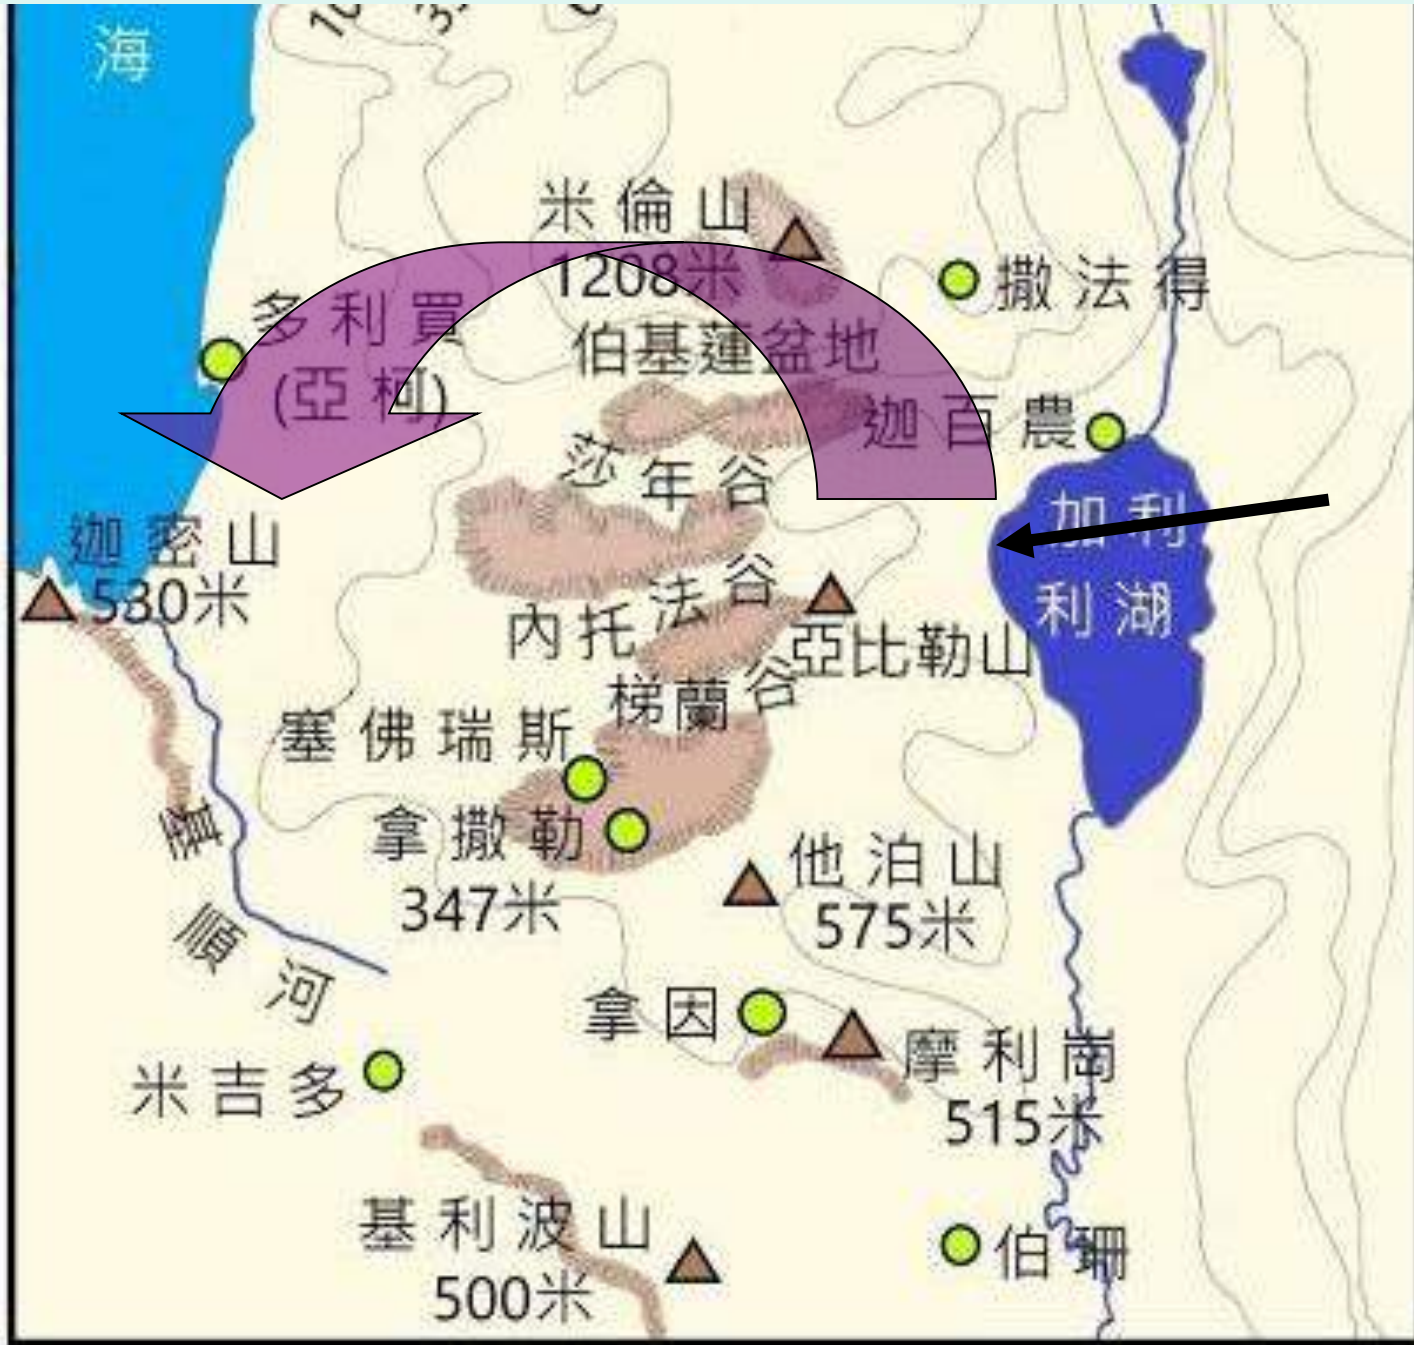 海
米倫山
1208米
撒法得
多利買
(亞柯)
伯基蓮盆地
迦百農
莎年谷
加利
利湖
迦密山
530米
內托法谷
亞比勒山
梯蘭谷
塞佛瑞斯
拿撒勒
347米
他泊山
575米
基順河
拿因
摩利崗
515米
米吉多
基利波山
500米
伯珊